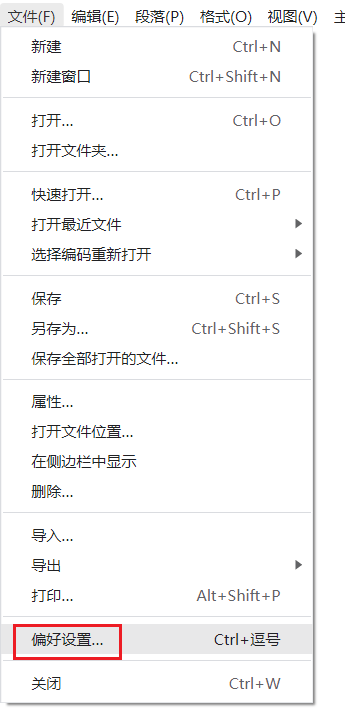 文件(F) 编辑(E) 段落(P) 格式(O) 视图(V) 主
新建 Ctrl+N
新建窗口 Ctrl+Shift+N
打开... Ctrl+O
打开文件夹...
快速打开... Ctrl+P
打开最近文件
选择编码重新打开
保存 Ctrl+S
另存为... Ctrl+Shift+S
保存全部打开的文件...
属性...
打开文件位置...
在侧边栏中显示
删除...
导入...
导出
打印... Alt+Shift+P
偏好设置... Ctrl+逗号
关闭 Ctrl+W